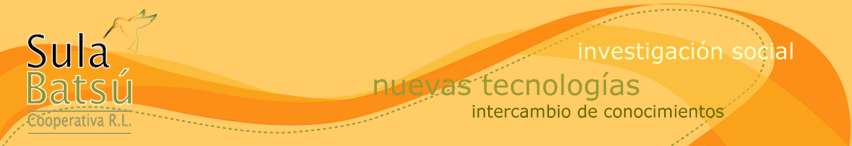 Sula
Batsú
Cooperativa R.L.
investigación social
nuevas tecnologías
intercambio de conocimientos